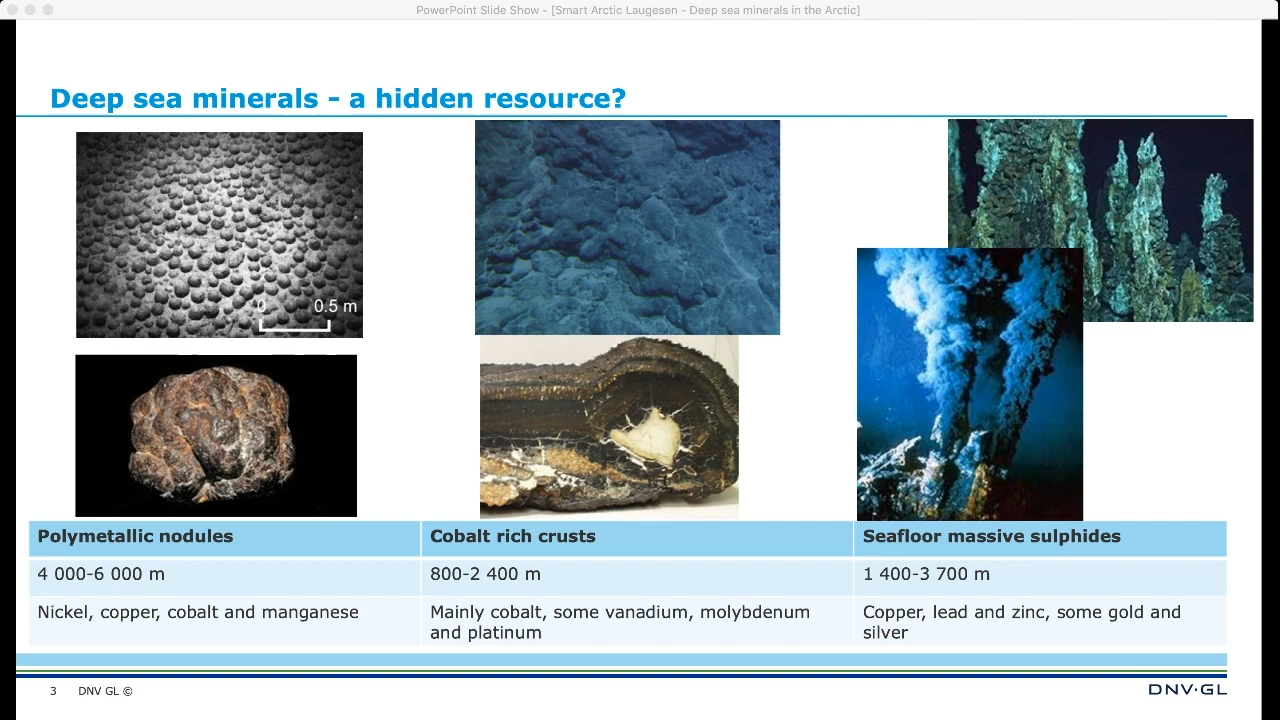 PowerPoint Slide Show - [Smart Arctic Laugesen - Deep sea minerals in the Arctic]
Deep sea minerals - a hidden resource?
0 0.5 m
Polymetallic nodules
Cobalt rich crusts
Seafloor massive sulphides
4 000-6 000 m
800-2 400 m
1 400-3 700 m
Nickel, copper, cobalt and manganese
Mainly cobalt, some vanadium, molybdenum
and platinum
Copper, lead and zinc, some gold and
silver
3 DNV GL ©
DNV·GL